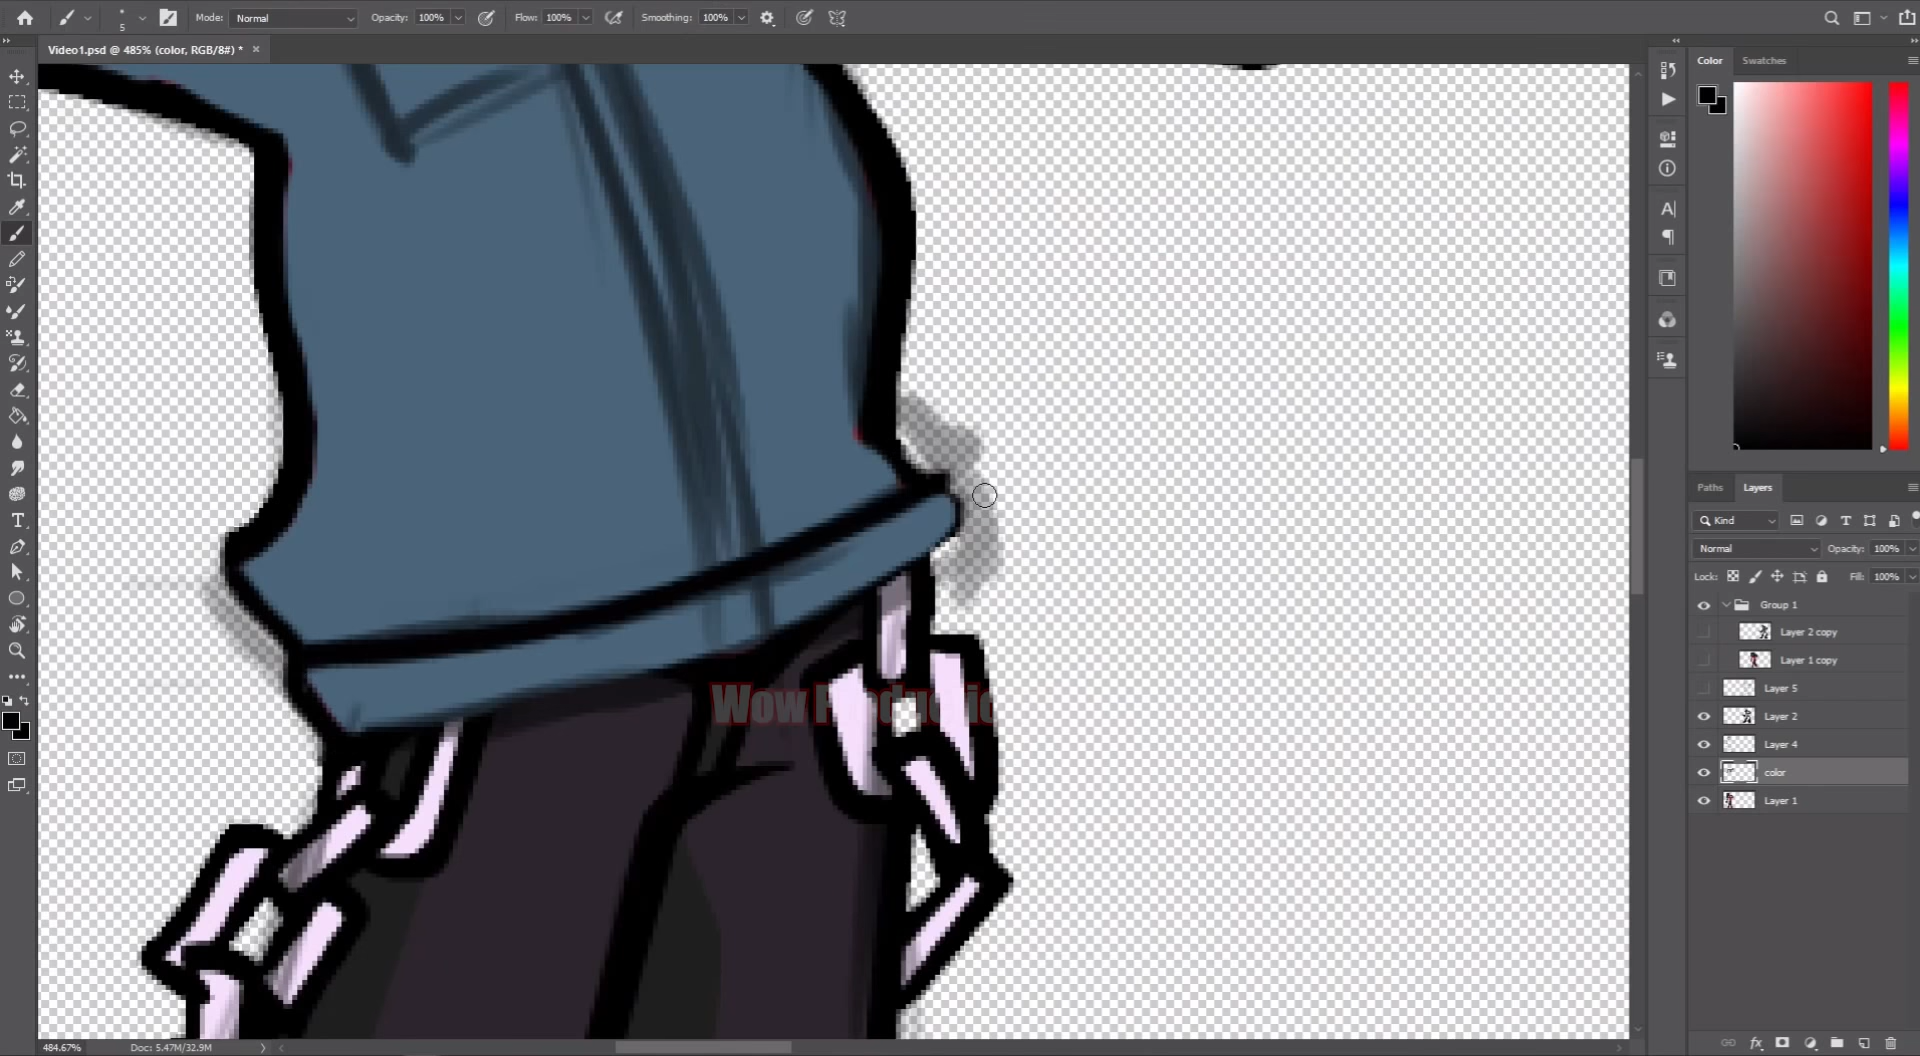 Mode: Normal Opacity: 100% Flow: 100% Smoothing: 100%
5
Video1.psd @ 485% (color, RGB/8#) *
Color Swatches
Paths Layers
Kind
Normal Opacity: 100%
Lock: Fill: 100%
Group 1
Layer 2 copy
Layer 1 copy
Layer 5
Layer 2
Layer 4
color
Layer 1
Wow Productio
484.67% Doc: 5.47M/32.9M